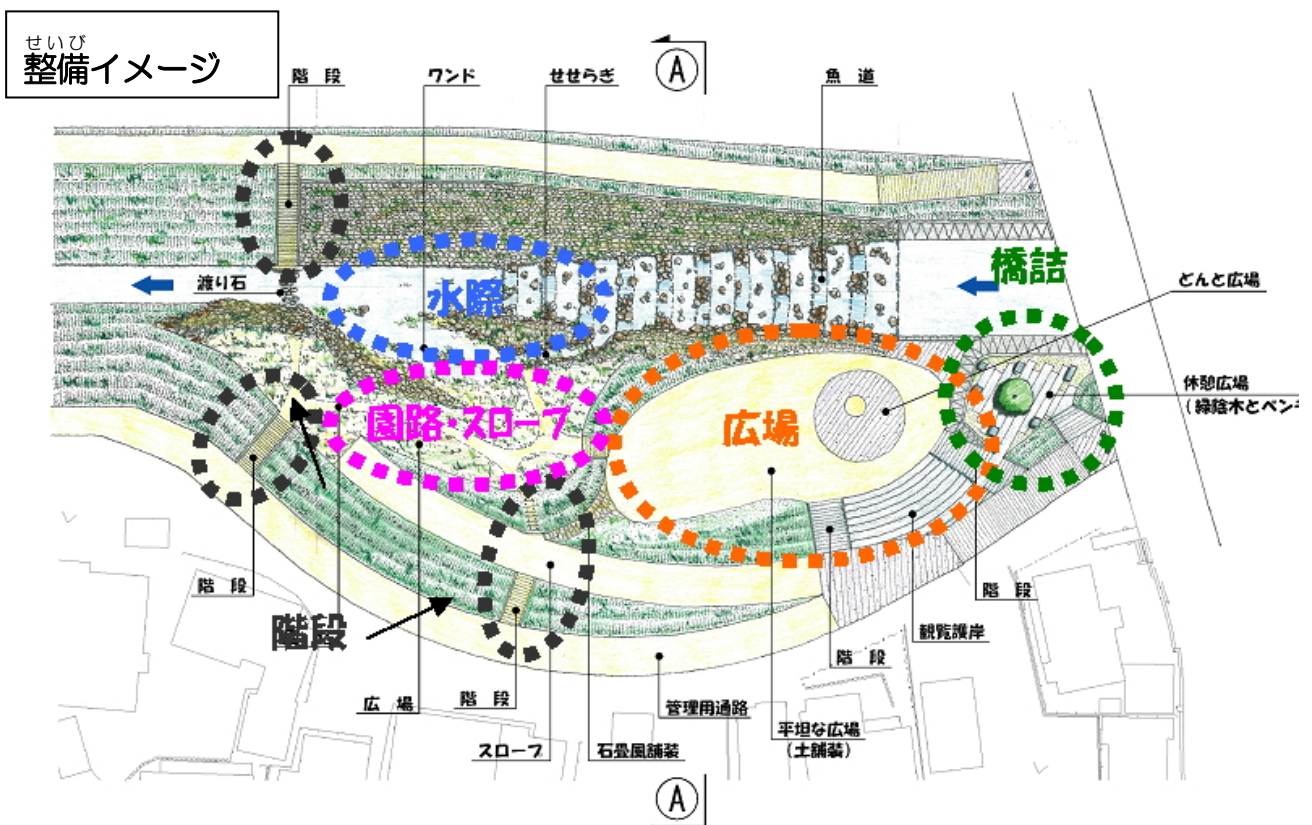 せいび
整備イメージ
階 段
ワンド
せせらぎ
A
魚 道
橋詰
渡り石
水際
どんと広場
休憩広場
(緑陰木とベンチ
園路・スロープ
広場
階 段
階段
階 段
観覧護岸
階 段
広 場
階 段
管理用通路
平坦な広場
(土舗装)
スロープ
石畳風舗装
A